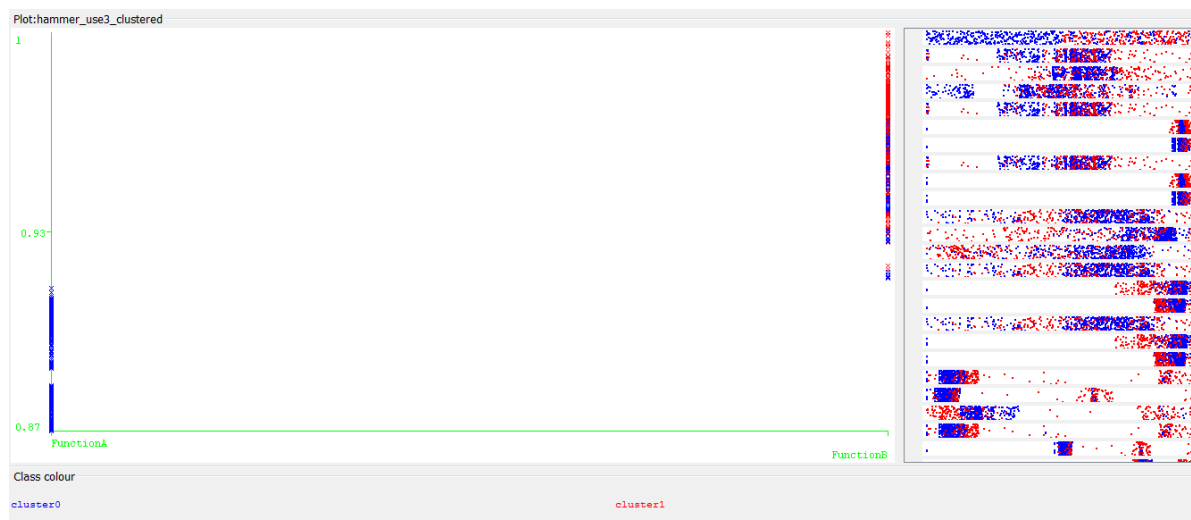 Plot:hammer_use3_clustered
1
0.93
0.87
FunctionA
FunctionB
Class colour
cluster0 cluster1